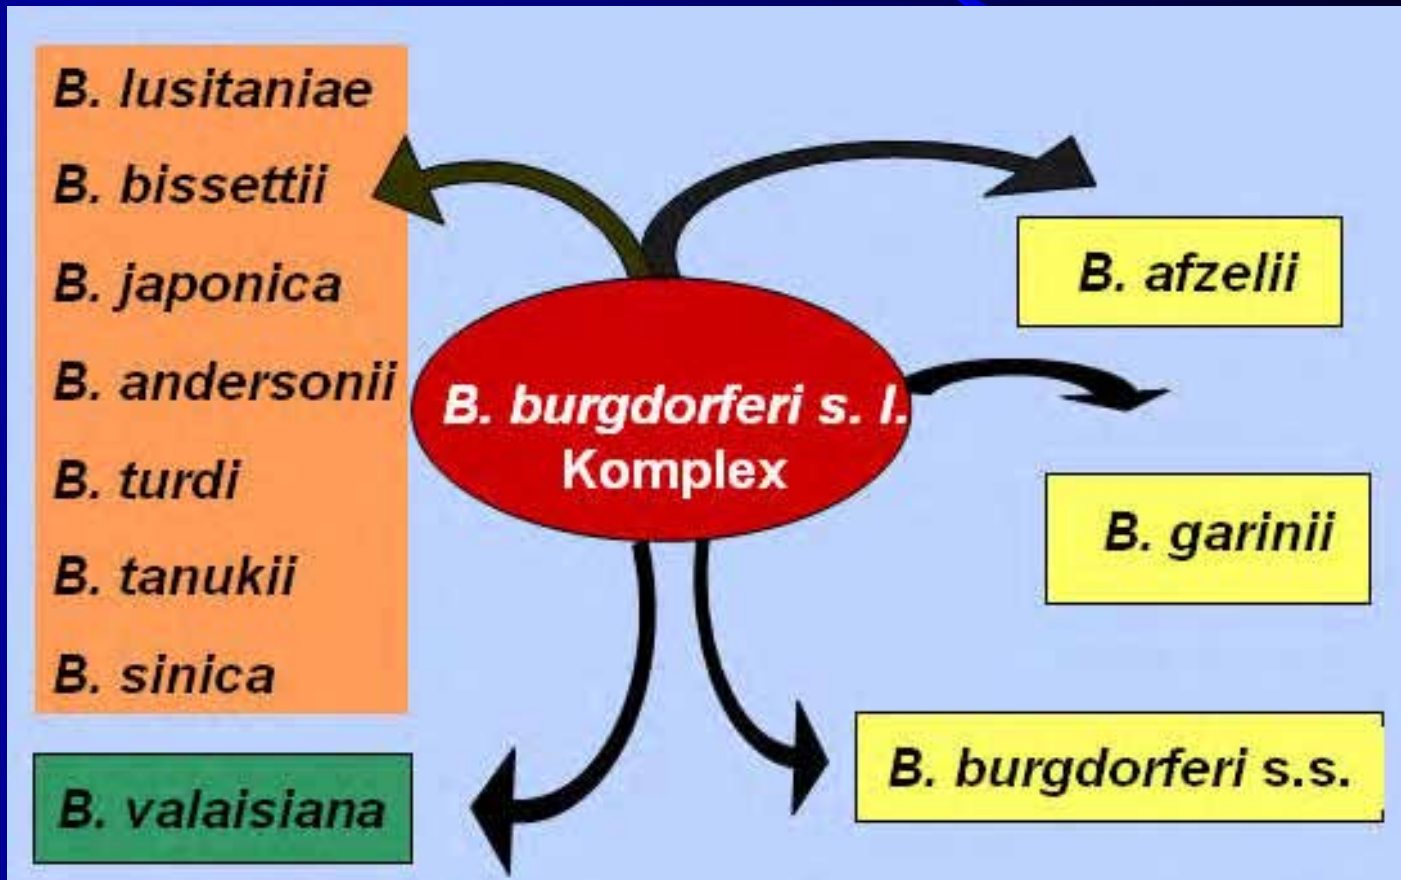 B. lusitaniae
B. bissettii
B. japonica
B. andersonii
B. turdi
B. tanukii
B. sinica
B. valaisiana
B. burgdorferi s. l.
Komplex
B. afzelii
B. garinii
B. burgdorferi s.s.